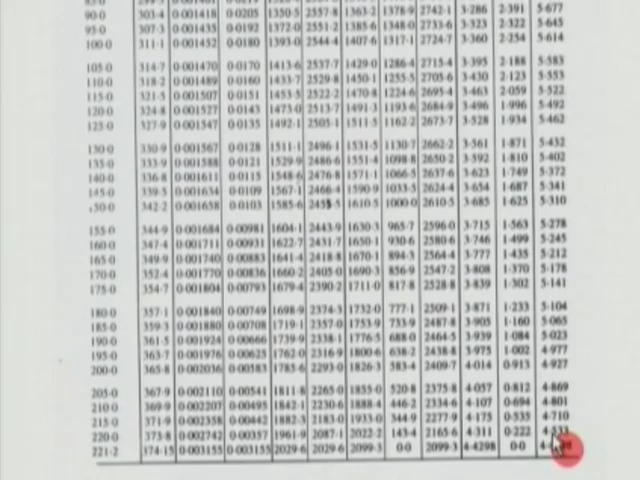 90·0 303·4 0·001418 0·0205 1350·5 2557·8 1363·2 1378·9 2742·1 3·286 2·391 5·677
95·0 307·3 0·001435 0·0192 1372·0 2551·2 1385·6 1348·0 2733·6 3·323 2·322 5·645
100·0 311·1 0·001452 0·0180 1393·0 2544·4 1407·6 1317·1 2724·7 3·360 2·254 5·614
105·0 314·7 0·001470 0·0170 1413·6 2537·7 1429·0 1286·4 2715·4 3·395 2·188 5·583
110·0 318·2 0·001489 0·0160 1433·7 2529·8 1450·1 1255·5 2705·6 3·430 2·123 5·553
115·0 321·5 0·001507 0·0151 1453·5 2522·2 1470·8 1224·6 2695·4 3·463 2·059 5·522
120·0 324·8 0·001527 0·0143 1473·0 2513·7 1491·3 1193·6 2684·9 3·496 1·996 5·492
125·0 327·9 0·001547 0·0135 1492·1 2505·1 1511·5 1162·2 2673·7 3·528 1·934 5·462
130·0 330·9 0·001567 0·0128 1511·1 2496·1 1531·5 1130·7 2662·2 3·561 1·871 5·432
135·0 333·9 0·001588 0·0121 1529·9 2486·6 1551·4 1098·8 2650·2 3·592 1·810 5·402
140·0 336·8 0·001611 0·0115 1548·6 2476·8 1571·1 1066·5 2637·6 3·623 1·749 5·372
145·0 339·5 0·001634 0·0109 1567·1 2466·4 1590·9 1033·5 2624·4 3·654 1·687 5·341
150·0 342·2 0·001658 0·0103 1585·6 1610·5 1000·0 2610·5 3·685 1·625 5·310
155·0 344·9 0·001684 0·00981 1604·1 2443·9 1630·3 965·7 2596·0 3·715 1·563 5·278
160·0 347·4 0·001711 0·00931 1622·7 2431·7 1650·1 930·6 2580·6 3·746 1·499 5·245
165·0 349·9 0·001740 0·00883 1641·4 2418·8 1670·1 894·3 2564·4 3·777 1·435 5·212
170·0 352·4 0·001770 0·00836 1660·2 2405·0 1690·3 856·9 2547·2 3·808 1·370 5·178
175·0 354·7 0·001804 0·00793 1679·4 2390·2 1711·0 817·8 2528·8 3·839 1·302 5·141
180·0 357·1 0·001840 0·00749 1698·9 2374·3 1732·0 777·1 2509·1 3·871 1·233 5·104
185·0 359·3 0·001880 0·00708 1719·1 2357·0 1753·9 733·9 2487·8 3·905 1·160 5·065
190·0 361·5 0·001924 0·00666 1739·9 2338·1 1776·5 688·0 2464·5 3·939 1·084 5·023
195·0 363·7 0·001976 0·00625 1762·0 2316·9 1800·6 638·2 2438·8 3·975 1·002 4·977
200·0 365·8 0·002036 0·00583 1785·6 2293·0 1826·3 583·4 2409·7 4·014 0·913 4·927
205·0 367·9 0·002110 0·00541 1811·8 2265·0 1855·0 520·8 2375·8 4·057 0·812 4·869
210·0 369·9 0·002207 0·00495 1842·1 2230·6 1888·4 446·2 2334·6 4·107 0·694 4·801
215·0 371·9 0·002358 0·00442 1882·3 2183·0 1933·0 344·9 2277·9 4·175 0·535 4·710
220·0 373·8 0·002742 0·00357 1961·9 2087·1 2022·2 143·4 2165·6 4·311 0·222 4·533
221·2 374·15 0·003155 0·003155 2029·6 2029·6 2099·3 0·0 2099·3 4·4298 0·0